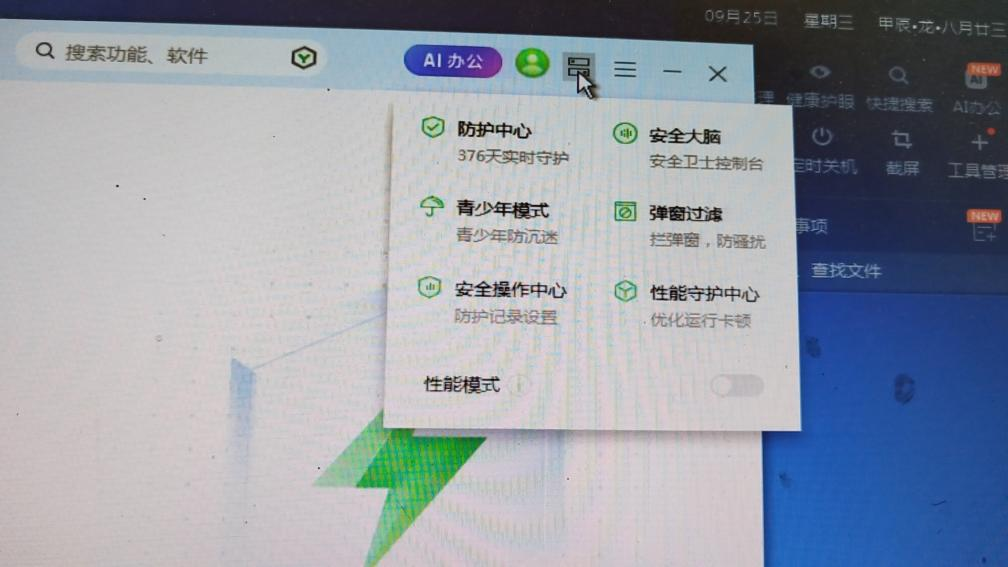 09月25日 星期三 甲辰•龙•八月廿三
搜索功能、软件
AI 办公
NEW
理 健康护眼 快捷搜索 AI办公
防护中心
376天实时守护
安全大脑
安全卫士控制台
定时关机 截屏 工具管理
青少年模式
青少年防沉迷
弹窗过滤
拦弹窗，防骚扰
事项
NEW
查找文件
安全操作中心
防护记录设置
性能守护中心
优化运行卡顿
性能模式